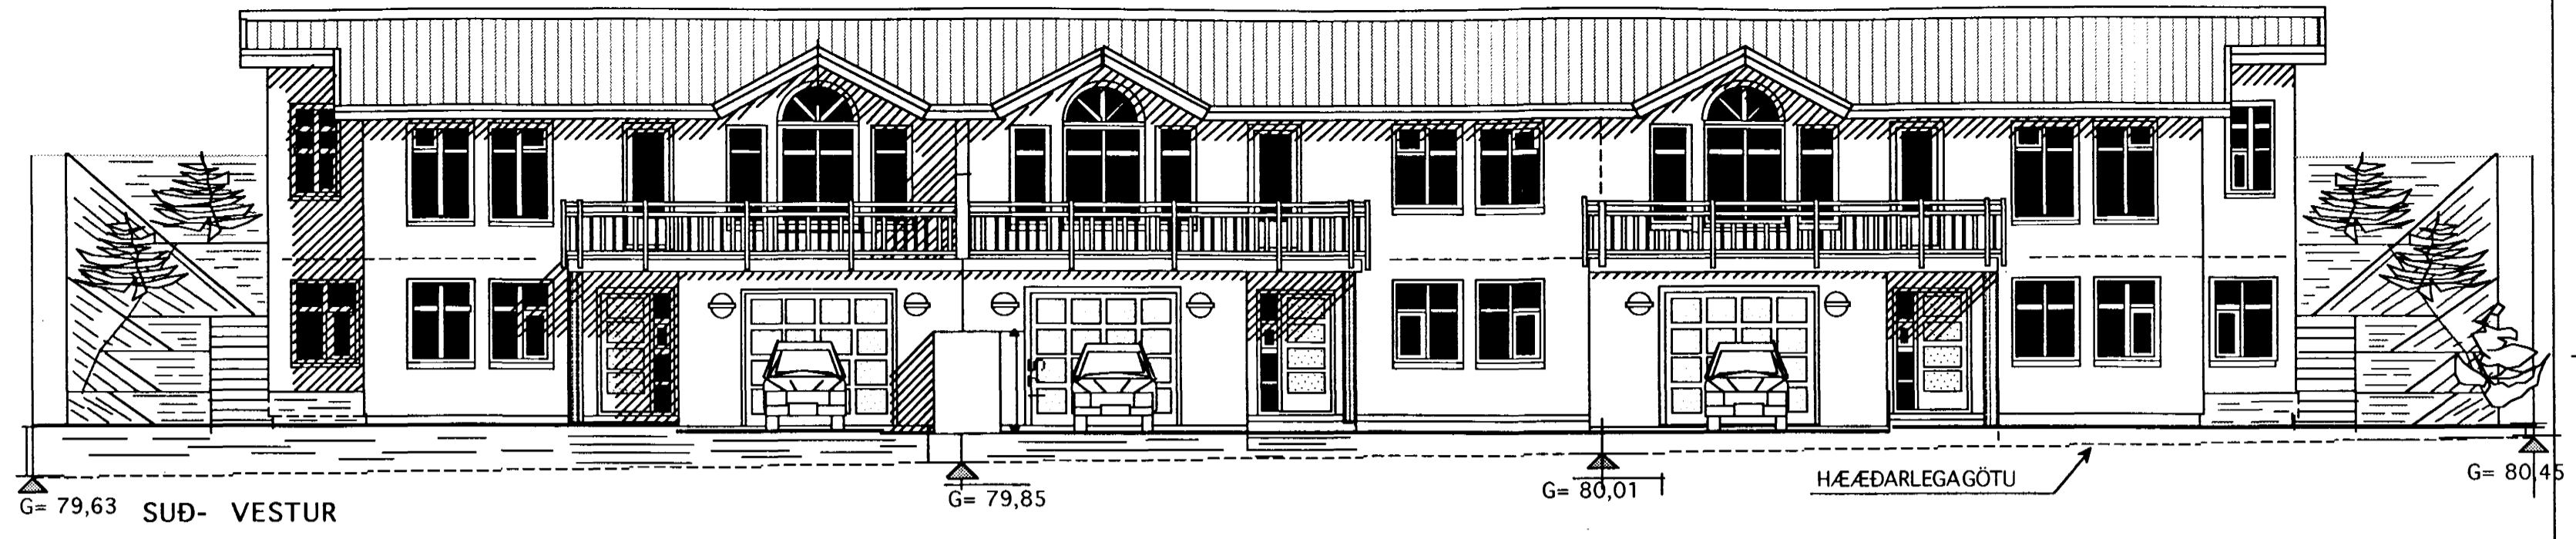 HÆÆÐARLEGAGÖTU
G= 80,45
G= 80,01
G= 79,85
G= 79,63
SUÐ- VESTUR